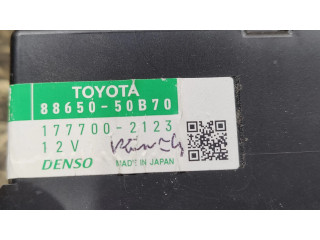 TOYOTA
88650-50B70
177700-2123
12V
DENSO MADE IN JAPAN